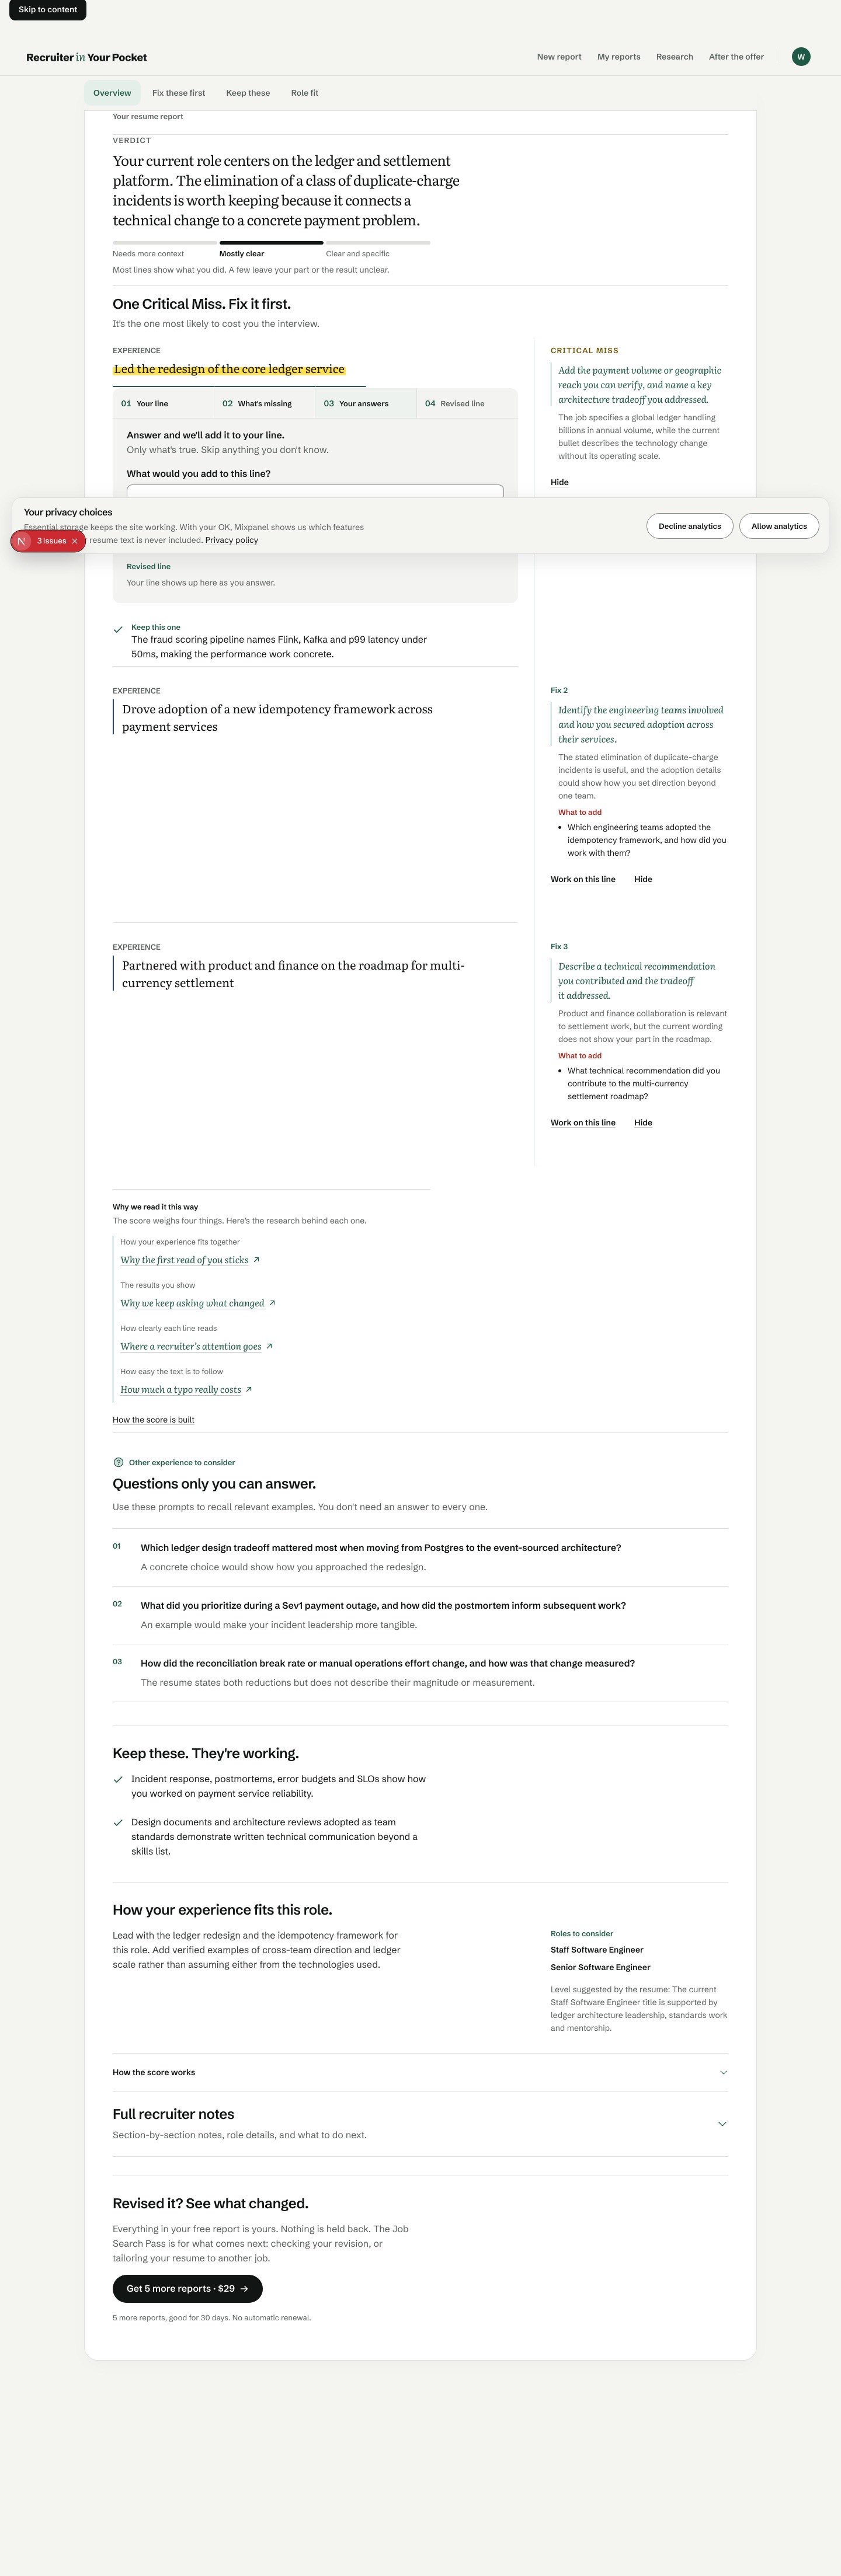 Skip to content
Recruiter in Your Pocket
New report
My reports
Research
After the offer
W
Overview
Fix these first
Keep these
Role fit
Your resume report
VERDICT
Your current role centers on the ledger and settlement
platform. The elimination of a class of duplicate-charge
incidents is worth keeping because it connects a
technical change to a concrete payment problem.
Needs more context
Mostly clear
Clear and specific
Most lines show what you did. A few leave your part or the result unclear.
One Critical Miss. Fix it first.
It's the one most likely to cost you the interview.
EXPERIENCE
Led the redesign of the core ledger service
01 Your line
02 What's missing
03 Your answers
04 Revised line
Answer and we'll add it to your line.
Only what's true. Skip anything you don't know.
What would you add to this line?
CRITICAL MISS
Add the payment volume or geographic
reach you can verify, and name a key
architecture tradeoff you addressed.
The job specifies a global ledger handling
billions in annual volume, while the current
bullet describes the technology change
without its operating scale.
Hide
Your privacy choices
Essential storage keeps the site working. With your OK, Mixpanel shows us which features
resume text is never included. Privacy policy
Decline analytics
Allow analytics
N
3 Issues
Revised line
Your line shows up here as you answer.
Keep this one
The fraud scoring pipeline names Flink, Kafka and p99 latency under
50ms, making the performance work concrete.
EXPERIENCE
Drove adoption of a new idempotency framework across
payment services
Fix 2
Identify the engineering teams involved
and how you secured adoption across
their services.
The stated elimination of duplicate-charge
incidents is useful, and the adoption details
could show how you set direction beyond
one team.
What to add
• Which engineering teams adopted the
idempotency framework, and how did you
work with them?
Work on this line
Hide
EXPERIENCE
Partnered with product and finance on the roadmap for multi-
currency settlement
Fix 3
Describe a technical recommendation
you contributed and the tradeoff
it addressed.
Product and finance collaboration is relevant
to settlement work, but the current wording
does not show your part in the roadmap.
What to add
• What technical recommendation did you
contribute to the multi-currency
settlement roadmap?
Work on this line
Hide
Why we read it this way
The score weighs four things. Here's the research behind each one.
How your experience fits together
Why the first read of you sticks ↗
The results you show
Why we keep asking what changed ↗
How clearly each line reads
Where a recruiter's attention goes ↗
How easy the text is to follow
How much a typo really costs ↗
How the score is built
Other experience to consider
Questions only you can answer.
Use these prompts to recall relevant examples. You don't need an answer to every one.
01
Which ledger design tradeoff mattered most when moving from Postgres to the event-sourced architecture?
A concrete choice would show how you approached the redesign.
02
What did you prioritize during a Sev1 payment outage, and how did the postmortem inform subsequent work?
An example would make your incident leadership more tangible.
03
How did the reconciliation break rate or manual operations effort change, and how was that change measured?
The resume states both reductions but does not describe their magnitude or measurement.
Keep these. They're working.
Incident response, postmortems, error budgets and SLOs show how
you worked on payment service reliability.
Design documents and architecture reviews adopted as team
standards demonstrate written technical communication beyond a
skills list.
How your experience fits this role.
Lead with the ledger redesign and the idempotency framework for
this role. Add verified examples of cross-team direction and ledger
scale rather than assuming either from the technologies used.
Roles to consider
Staff Software Engineer
Senior Software Engineer
Level suggested by the resume: The current
Staff Software Engineer title is supported by
ledger architecture leadership, standards work
and mentorship.
How the score works
Full recruiter notes
Section-by-section notes, role details, and what to do next.
Revised it? See what changed.
Everything in your free report is yours. Nothing is held back. The Job
Search Pass is for what comes next: checking your revision, or
tailoring your resume to another job.
Get 5 more reports · $29 →
5 more reports, good for 30 days. No automatic renewal.